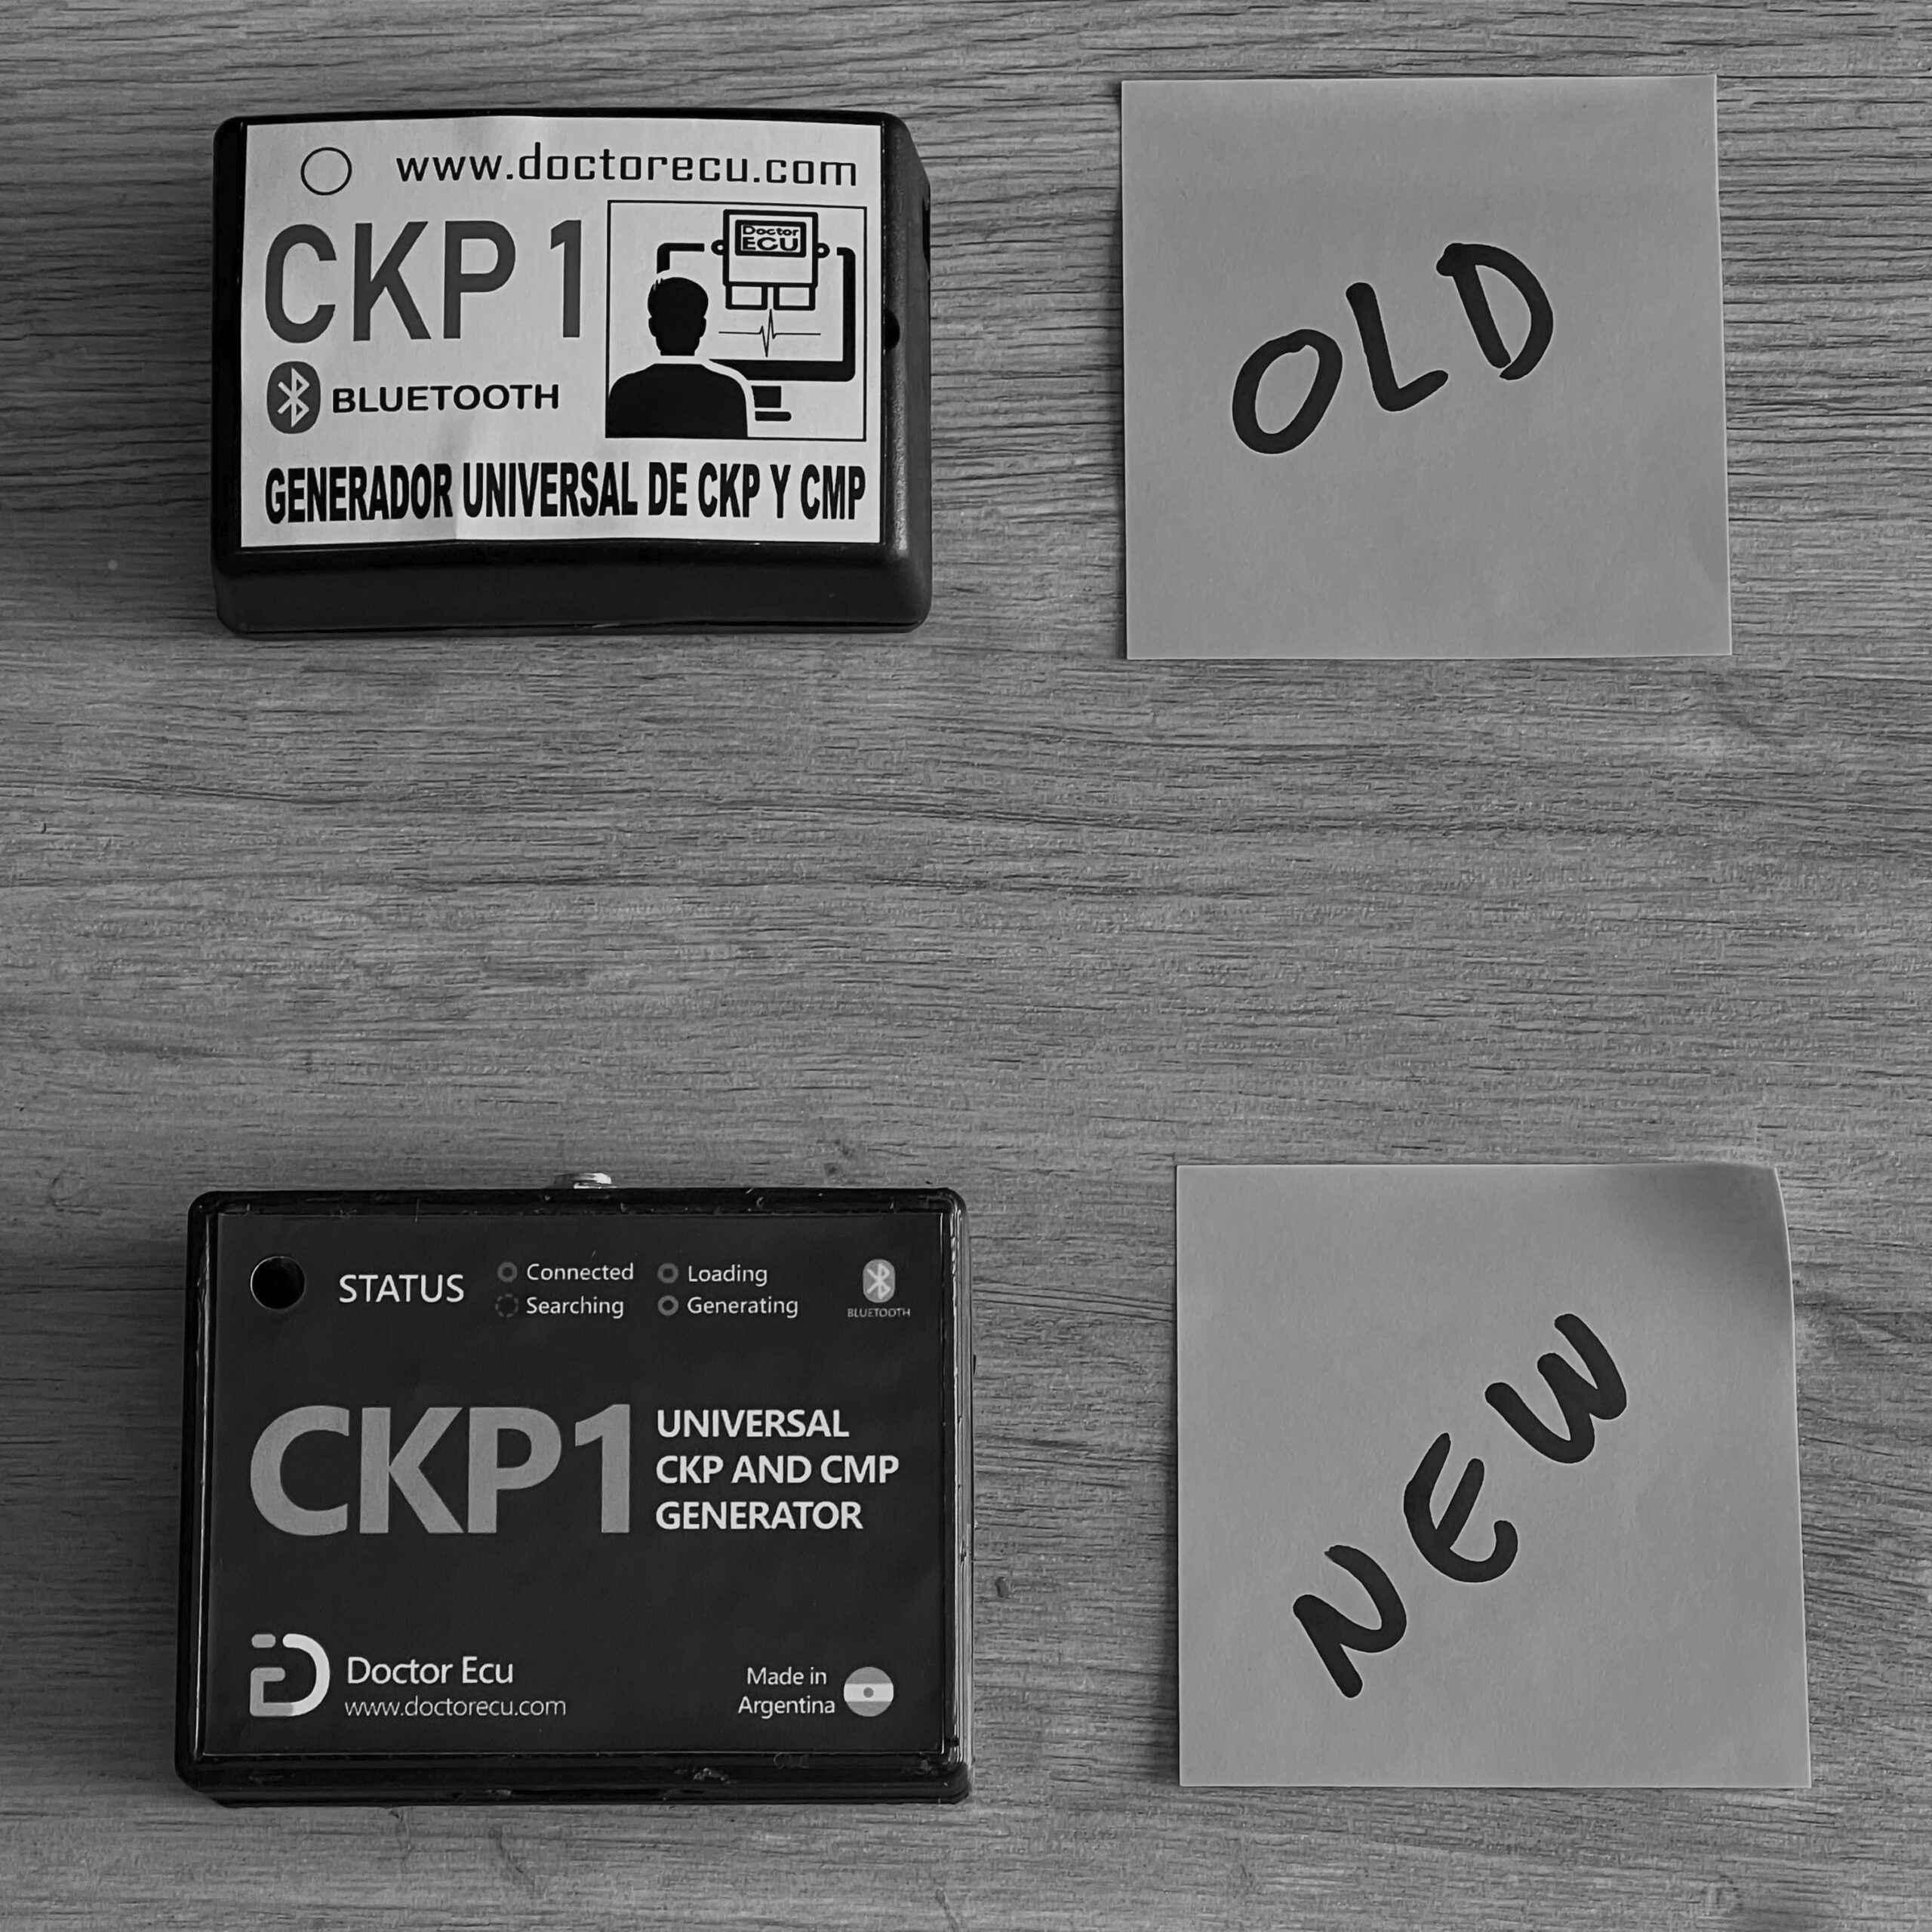 www.doctorecu.com
CKP 1
Doctor
ECU
BLUETOOTH
GENERADOR UNIVERSAL DE CKP Y CMP
OLD
STATUS
Connected
Loading
Searching
Generating
BLUETOOTH
CKP1
UNIVERSAL
CKP AND CMP
GENERATOR
Doctor Ecu
www.doctorecu.com
Made in
Argentina
NEW